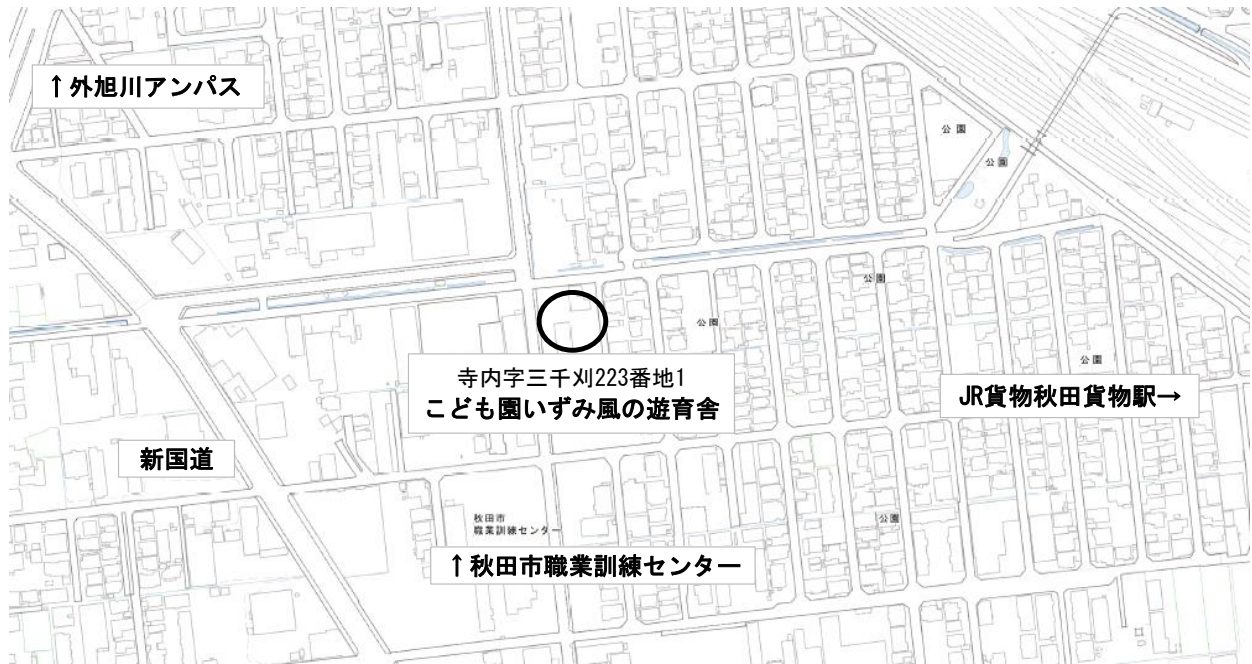 ↑外旭川アンパス
公園
公園
公園
公園
寺内字三千刈223番地1
こども園いずみ風の遊育舎
公園
JR貨物秋田貨物駅→
新国道
秋田市
職業訓練センター
公園
↑秋田市職業訓練センター